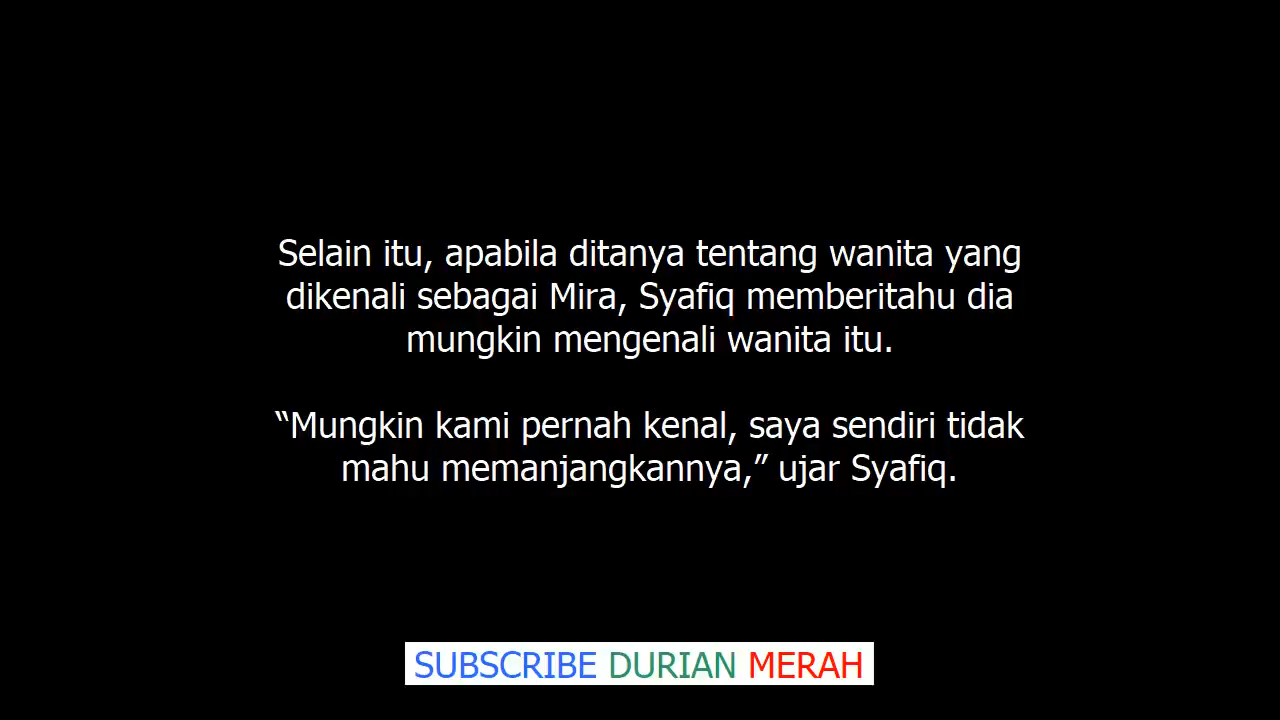 Selain itu, apabila ditanya tentang wanita yang
dikenali sebagai Mira, Syafiq memberitahu dia
mungkin mengenali wanita itu.
“Mungkin kami pernah kenal, saya sendiri tidak
mahu memanjangkannya,” ujar Syafiq.
SUBSCRIBE DURIAN MERAH